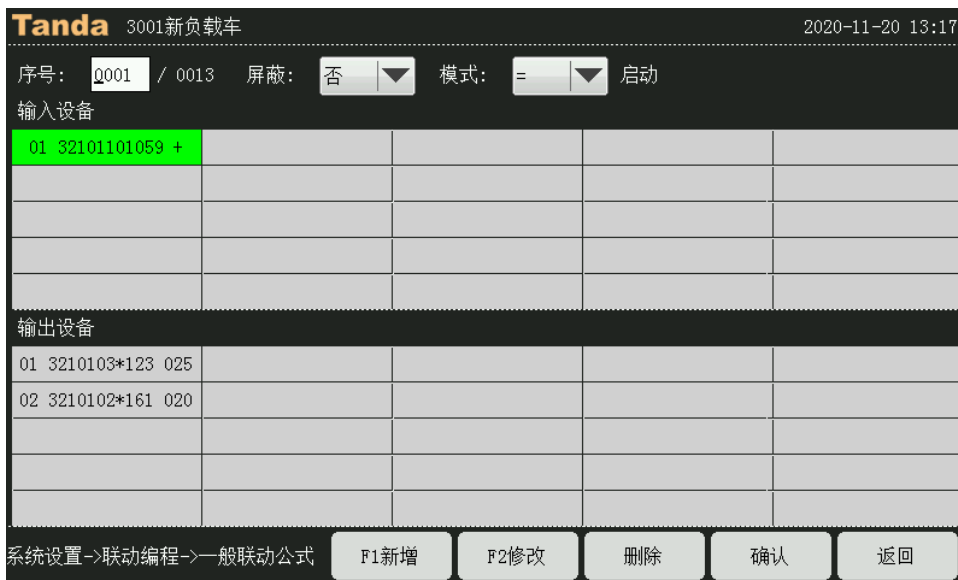 Tanda 3001新负载车 2020-11-20 13:17
序号: 0001 / 0013 屏蔽: 否 模式: = 启动
输入设备
01 32101101059 +
输出设备
01 3210103*123 025
02 3210102*161 020
系统设置->联动编程->一般联动公式 F1新增 F2修改 删除 确认 返回